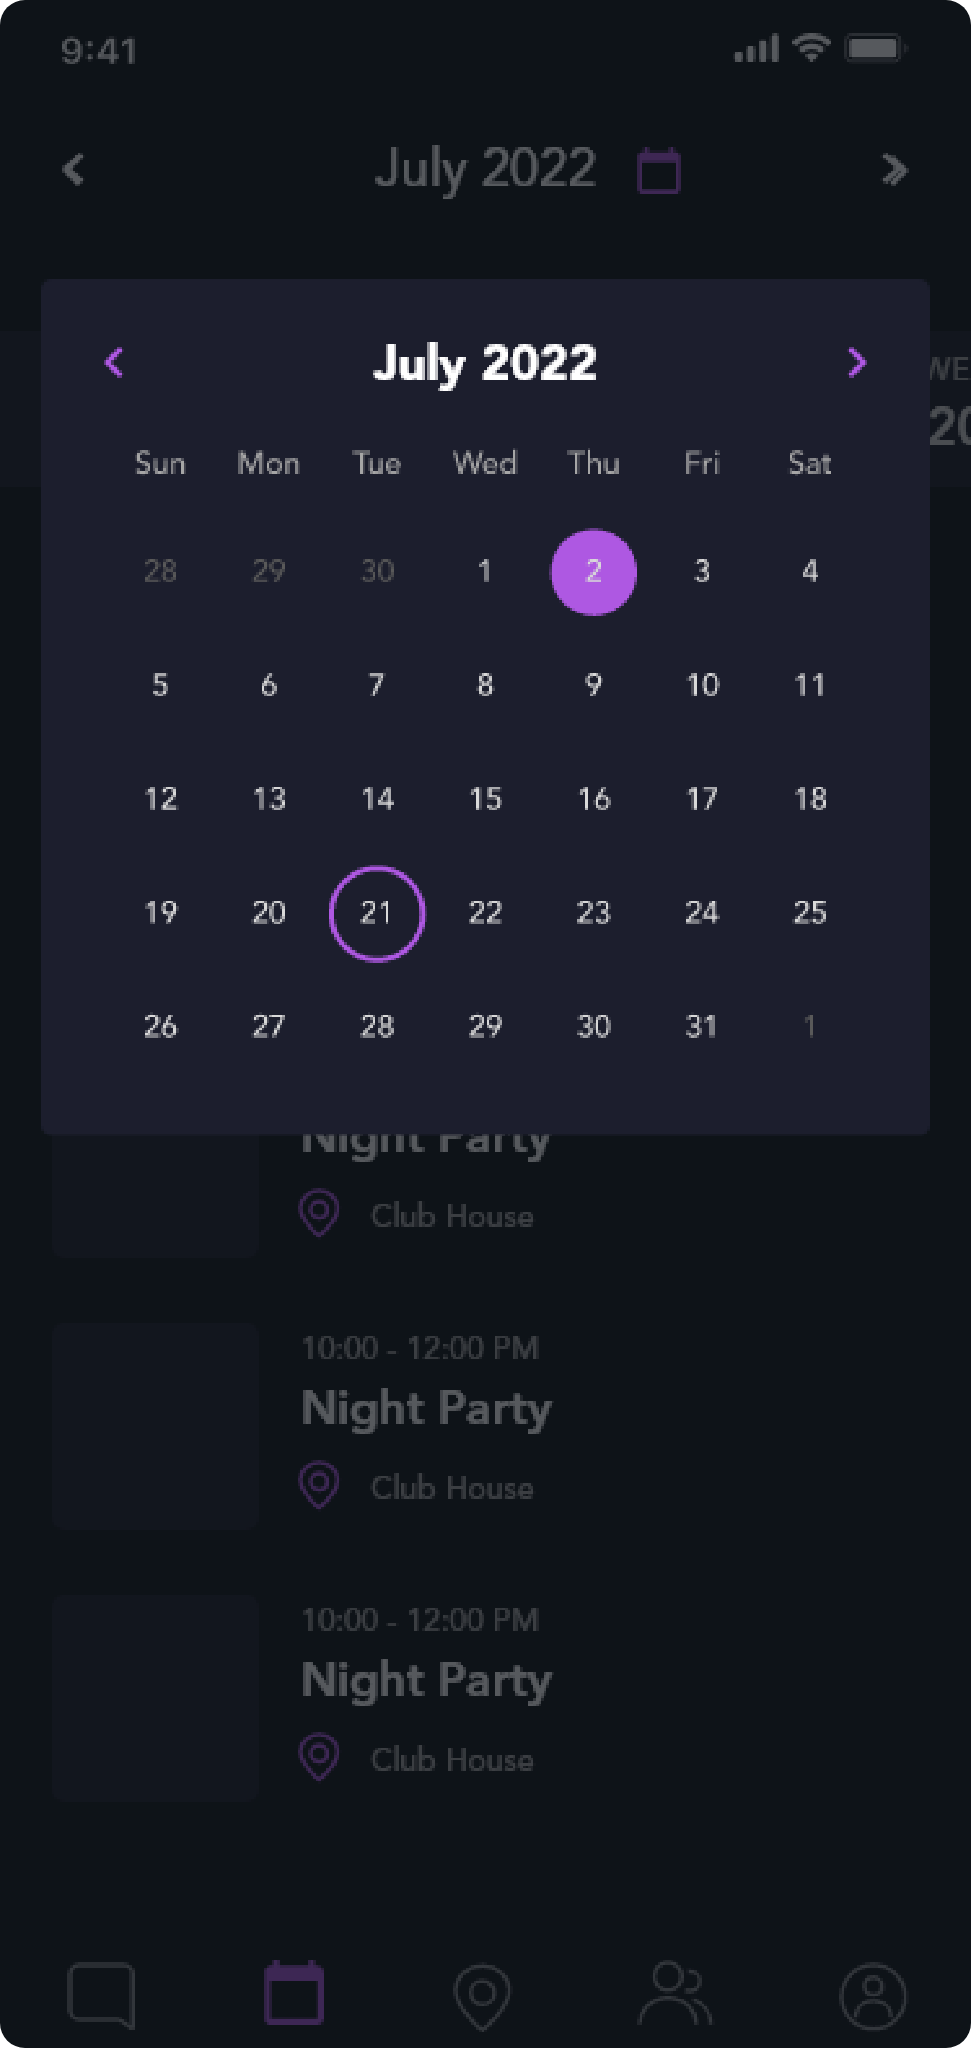 9:41
July 2022
WE
20
July 2022
Sun Mon Tue Wed Thu Fri Sat
28 29 30 1 2 3 4
5 6 7 8 9 10 11
12 13 14 15 16 17 18
19 20 21 22 23 24 25
26 27 28 29 30 31 1
Night Party
Club House
10:00 - 12:00 PM
Night Party
Club House
10:00 - 12:00 PM
Night Party
Club House